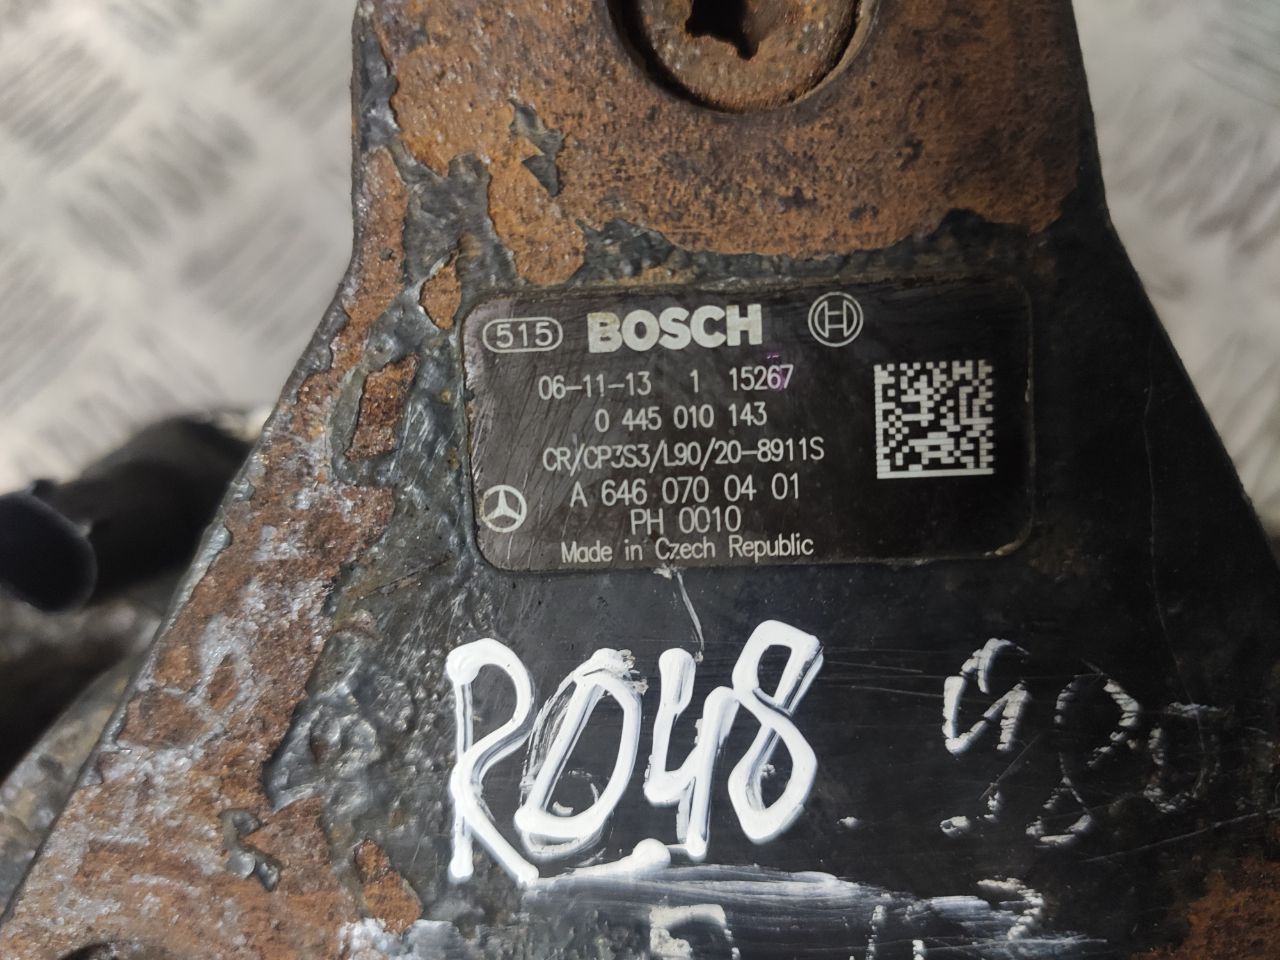 515 BOSCH
06-11-13 1 15267
0 445 010 143
CR/CP3S3/L90/20-8911S
A 646 070 04 01
PH 0010
Made in Czech Republic
R048